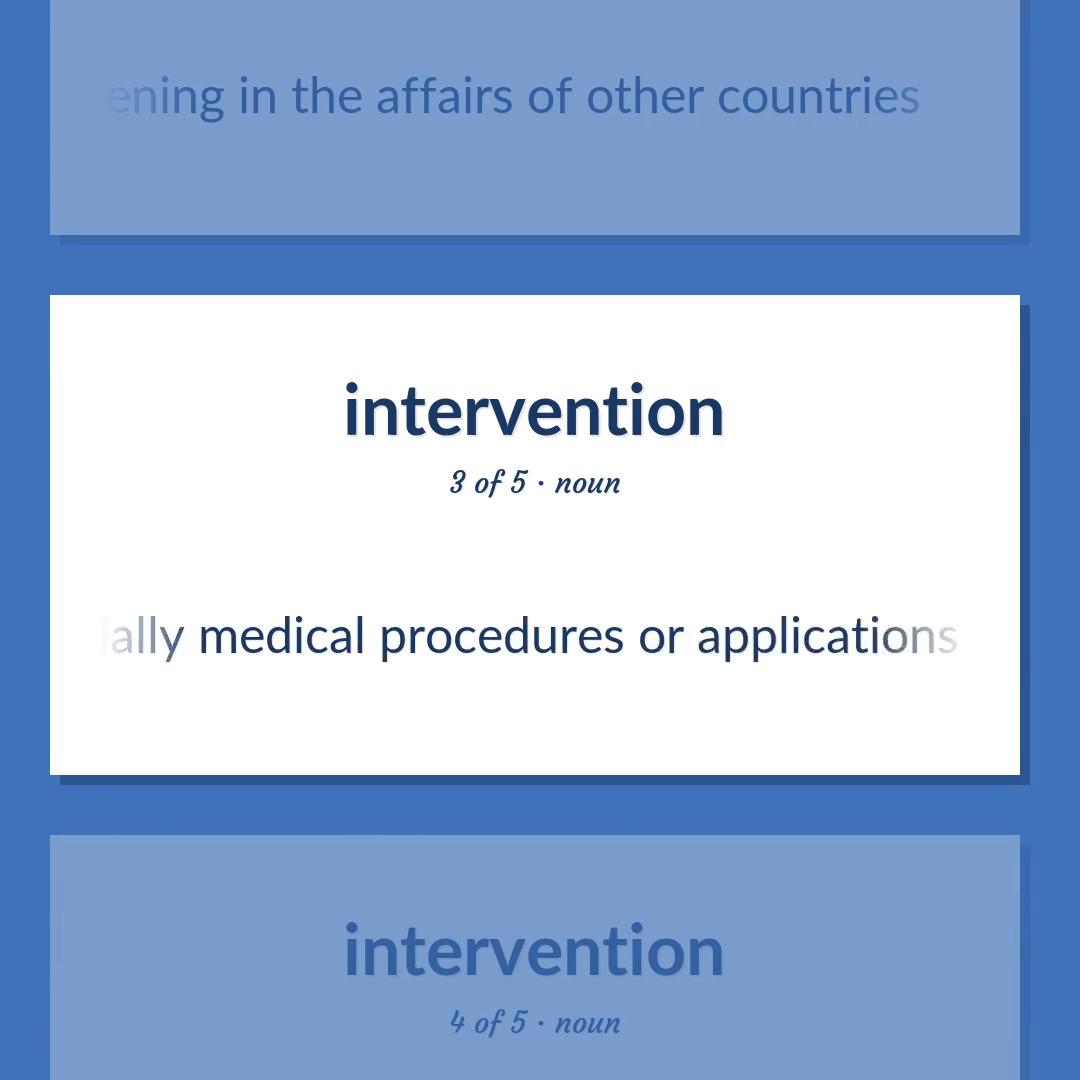 ening in the affairs of other countries
intervention
3 of 5 · noun
ially medical procedures or applications
intervention
4 of 5 · noun